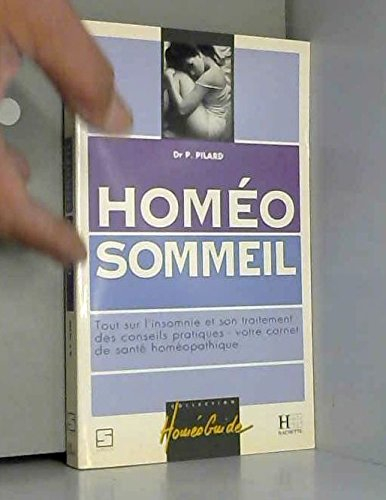 Dr P. PILARD
HOMÉO
SOMMEIL
Tout sur l'insomnie et son traitement
des conseils pratiques - votre carnet
de santé homéopathique
COLLECTION
HoméoGuide
S
H
HACHETTE